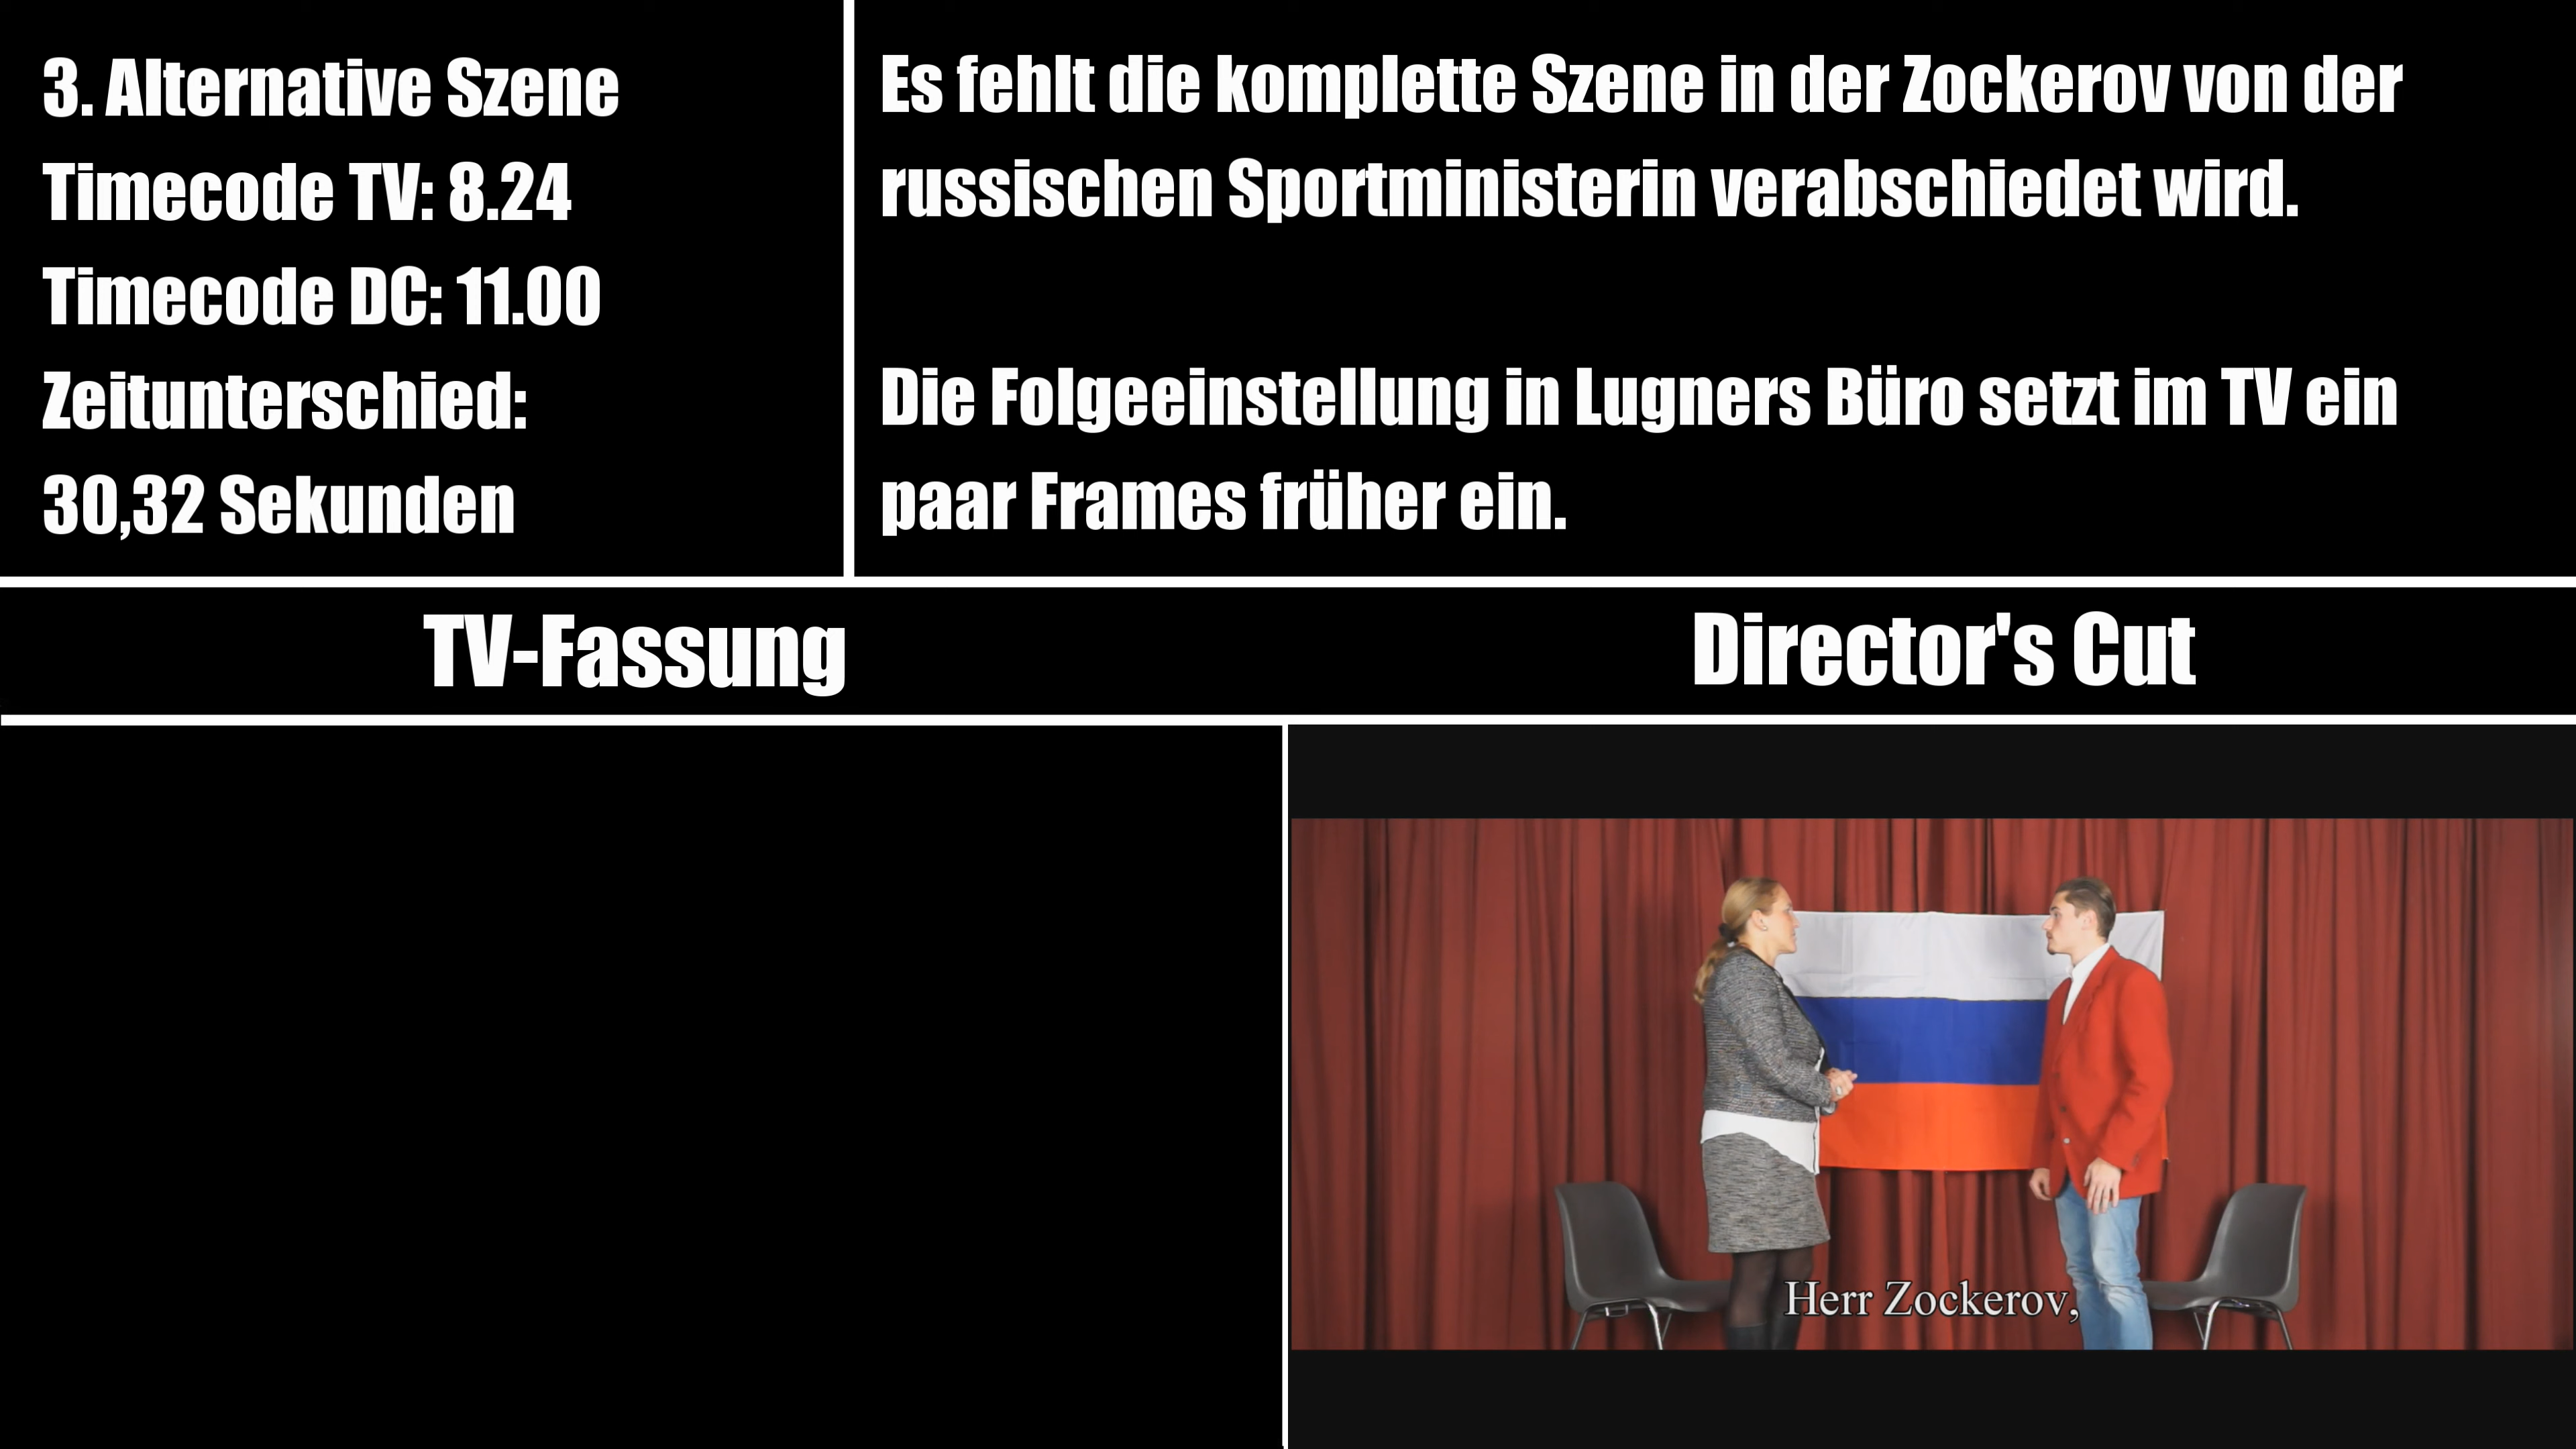 3. Alternative Szene
Timecode TV: 8.24
Timecode DC: 11.00
Zeitunterschied:
30,32 Sekunden
Es fehlt die komplette Szene in der Zockerov von der
russischen Sportministerin verabschiedet wird.
Die Folgeeinstellung in Lugners Büro setzt im TV ein
paar Frames früher ein.
TV-Fassung
Director's Cut
Herr Zockerov,